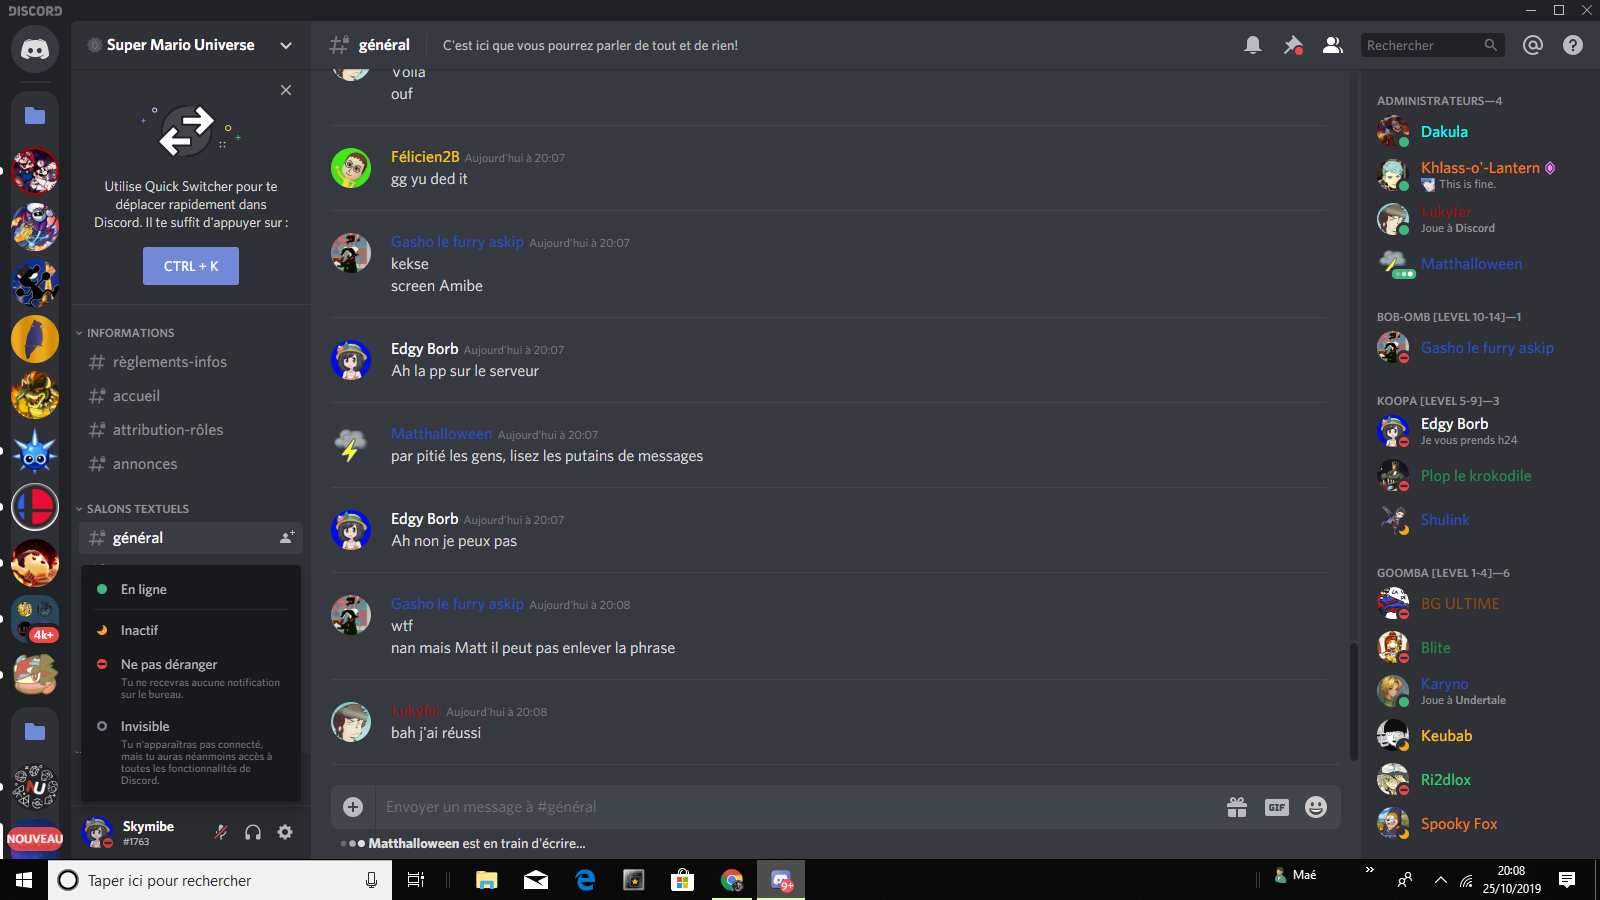 DISCORD
Super Mario Universe
général
C'est ici que vous pourrez parler de tout et de rien!
Rechercher
Utilise Quick Switcher pour te
déplacer rapidement dans
Discord. Il te suffit d'appuyer sur :
CTRL + K
INFORMATIONS
règlements-infos
accueil
attribution-rôles
annonces
SALONS TEXTUELS
général
En ligne
Inactif
Ne pas déranger
Tu ne recevras aucune notification
sur le bureau.
Invisible
Tu n'apparaîtras pas connecté,
mais tu auras néanmoins accès à
toutes les fonctionnalités de
Discord.
4k+
NU
NOUVEAU
Skymibe
#1763
Voilà
ouf
Félicien2B Aujourd'hui à 20:07
gg yu ded it
Gasho le furry askip Aujourd'hui à 20:07
kekse
screen Amibe
Edgy Borb Aujourd'hui à 20:07
Ah la pp sur le serveur
Matthalloween Aujourd'hui à 20:07
par pitié les gens, lisez les putains de messages
Edgy Borb Aujourd'hui à 20:07
Ah non je peux pas
Gasho le furry askip Aujourd'hui à 20:08
wtf
nan mais Matt il peut pas enlever la phrase
Lukyfer Aujourd'hui à 20:08
bah j'ai réussi
Envoyer un message à #général
GIF
Matthalloween est en train d'écrire...
ADMINISTRATEURS—4
Dakula
Khlass-o'-Lantern
This is fine.
Lukyfer
Joue à Discord
Matthalloween
BOB-OMB [LEVEL 10-14]—1
Gasho le furry askip
KOOPA [LEVEL 5-9]—3
Edgy Borb
Je vous prends h24
Plop le krokodile
Shulink
GOOMBA [LEVEL 1-4]—6
BG ULTIME
Blite
Karyno
Joue à Undertale
Keubab
Ri2dlox
Spooky Fox
Taper ici pour rechercher
9+
Maé
20:08
25/10/2019